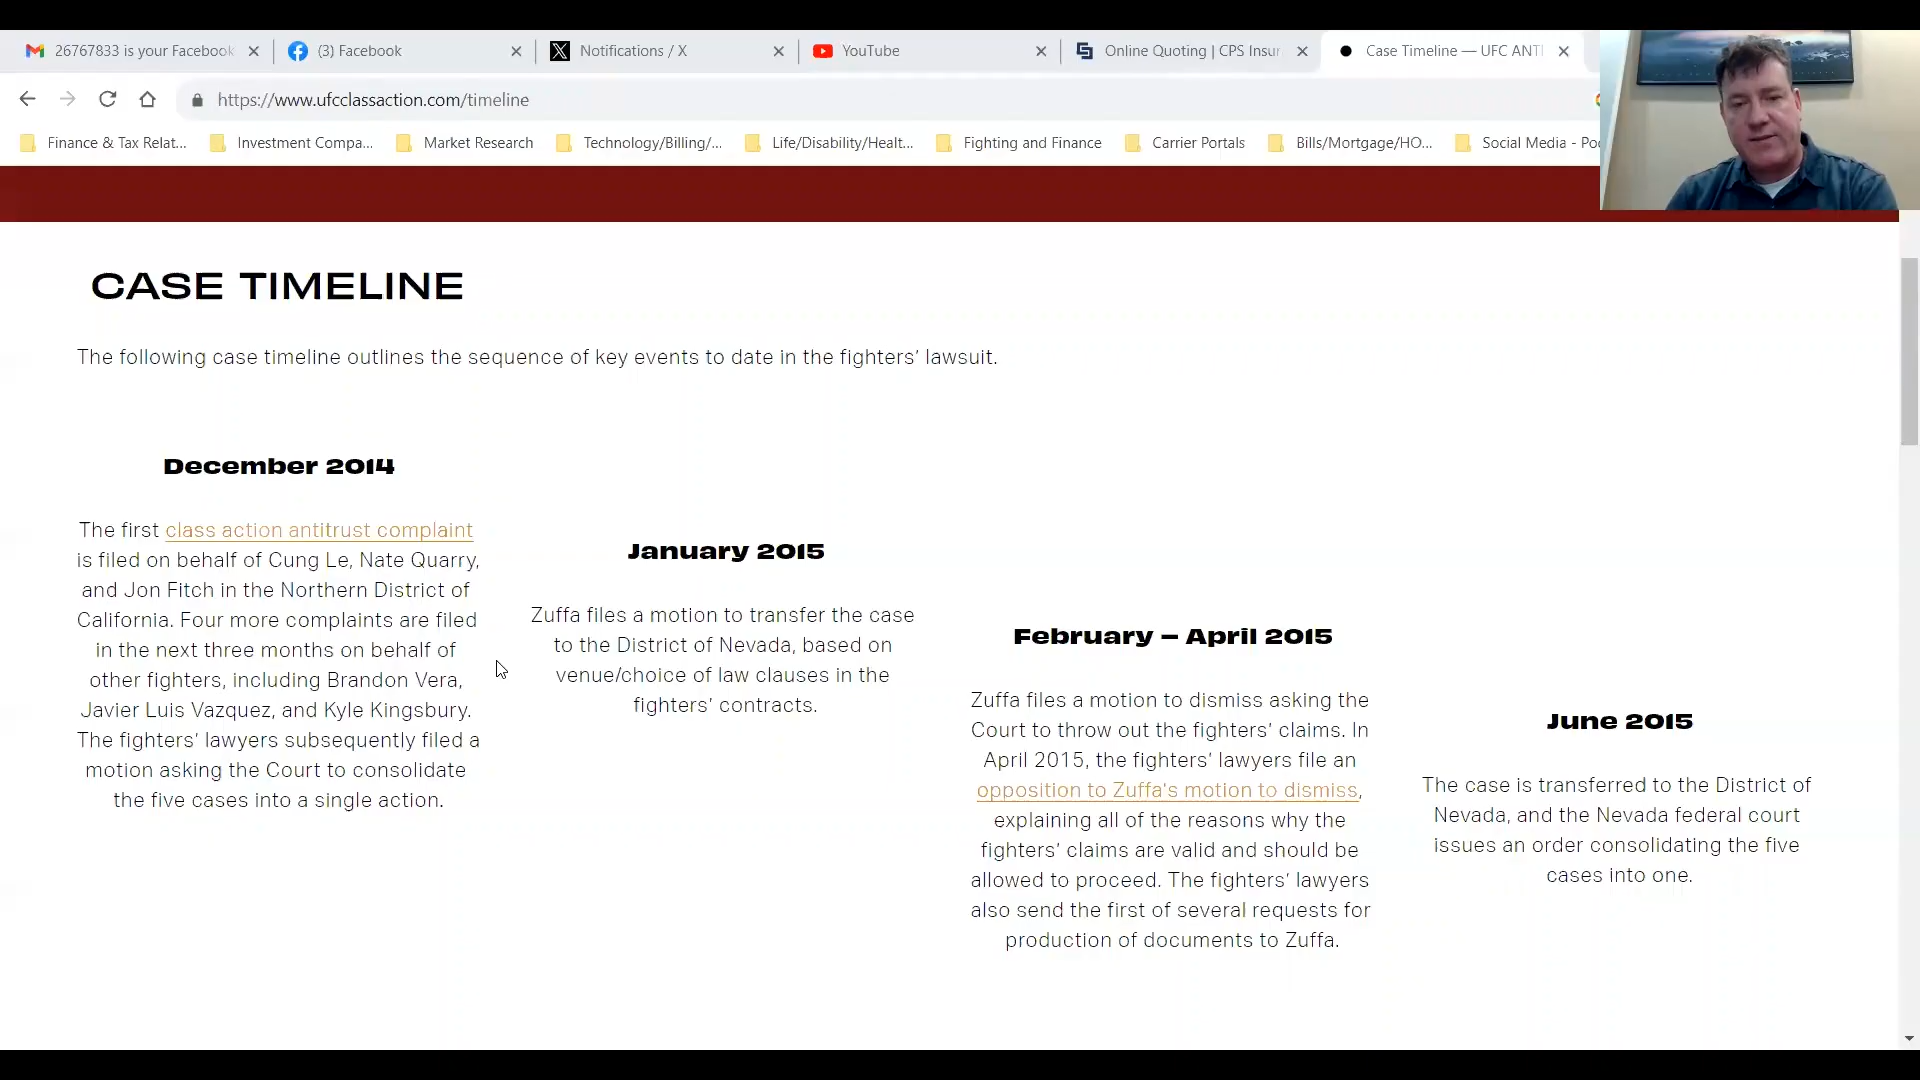 26767833 is your Facebook
(3) Facebook
Notifications / X
YouTube
Online Quoting | CPS Insur
Case Timeline — UFC ANTI
https://www.ufcclassaction.com/timeline
Finance & Tax Relat...
Investment Compa...
Market Research
Technology/Billing/...
Life/Disability/Healt...
Fighting and Finance
Carrier Portals
Bills/Mortgage/HO...
Social Media - Po
CASE TIMELINE
The following case timeline outlines the sequence of key events to date in the fighters’ lawsuit.
December 2014
The first class action antitrust complaint
is filed on behalf of Cung Le, Nate Quarry,
and Jon Fitch in the Northern District of
California. Four more complaints are filed
in the next three months on behalf of
other fighters, including Brandon Vera,
Javier Luis Vazquez, and Kyle Kingsbury.
The fighters’ lawyers subsequently filed a
motion asking the Court to consolidate
the five cases into a single action.
January 2015
Zuffa files a motion to transfer the case
to the District of Nevada, based on
venue/choice of law clauses in the
fighters’ contracts.
February – April 2015
Zuffa files a motion to dismiss asking the
Court to throw out the fighters’ claims. In
April 2015, the fighters’ lawyers file an
opposition to Zuffa’s motion to dismiss,
explaining all of the reasons why the
fighters’ claims are valid and should be
allowed to proceed. The fighters’ lawyers
also send the first of several requests for
production of documents to Zuffa.
June 2015
The case is transferred to the District of
Nevada, and the Nevada federal court
issues an order consolidating the five
cases into one.